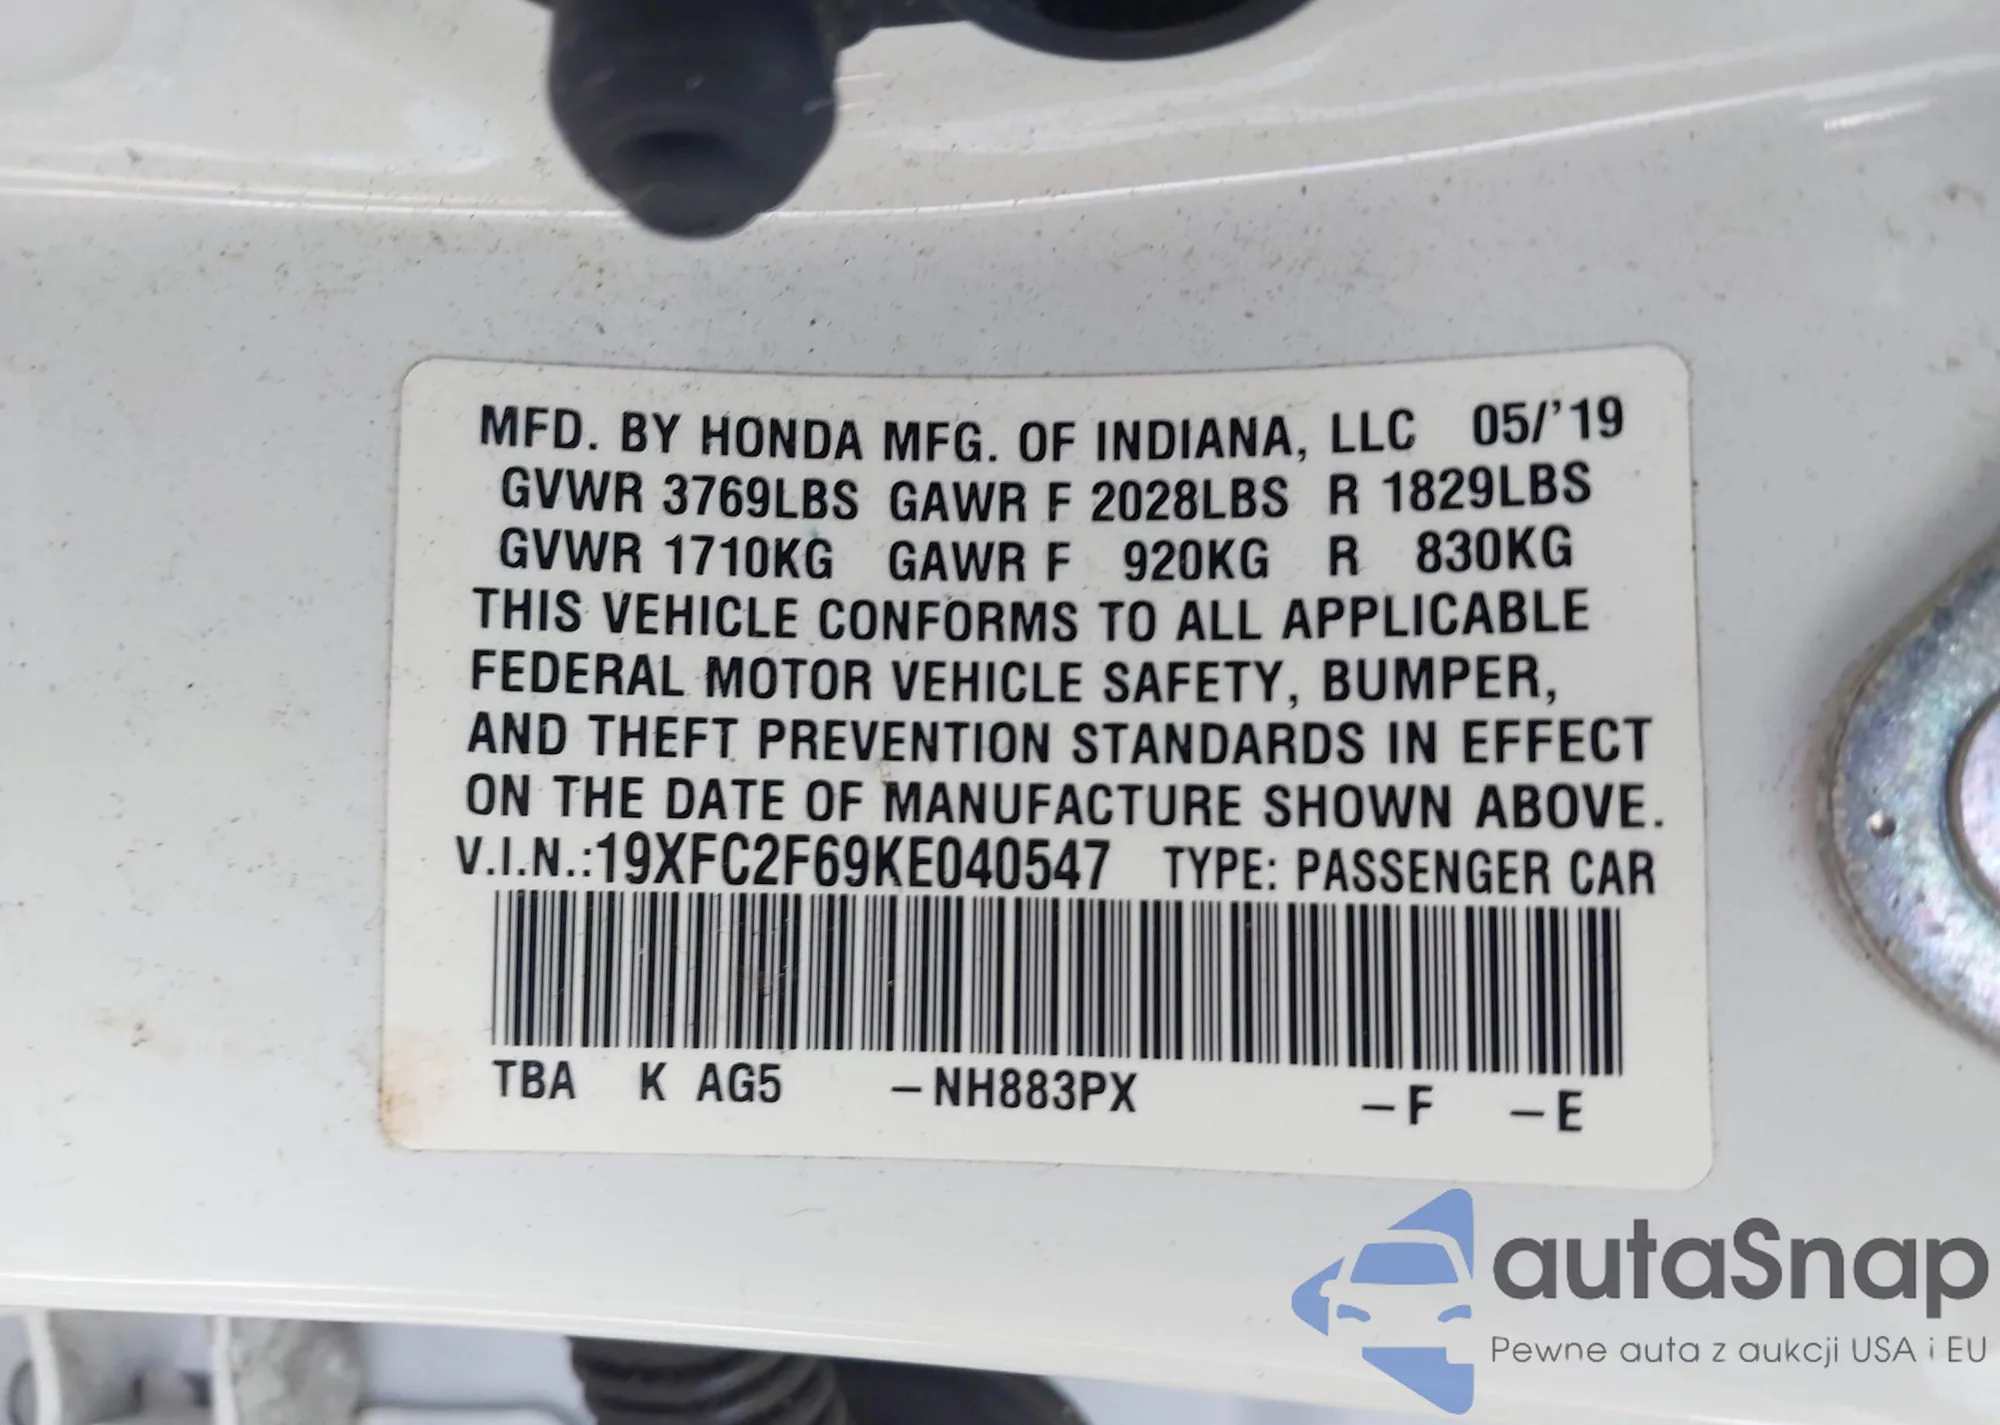 MFD. BY HONDA MFG. OF INDIANA, LLC 05/'19
GVWR 3769LBS GAWR F 2028LBS R 1829LBS
GVWR 1710KG GAWR F 920KG R 830KG
THIS VEHICLE CONFORMS TO ALL APPLICABLE
FEDERAL MOTOR VEHICLE SAFETY, BUMPER,
AND THEFT PREVENTION STANDARDS IN EFFECT
ON THE DATE OF MANUFACTURE SHOWN ABOVE.
V.I.N.:19XFC2F69KE040547 TYPE: PASSENGER CAR
TBA K AG5 –NH883PX –F –E
autaSnap
Pewne auta z aukcji USA i EU